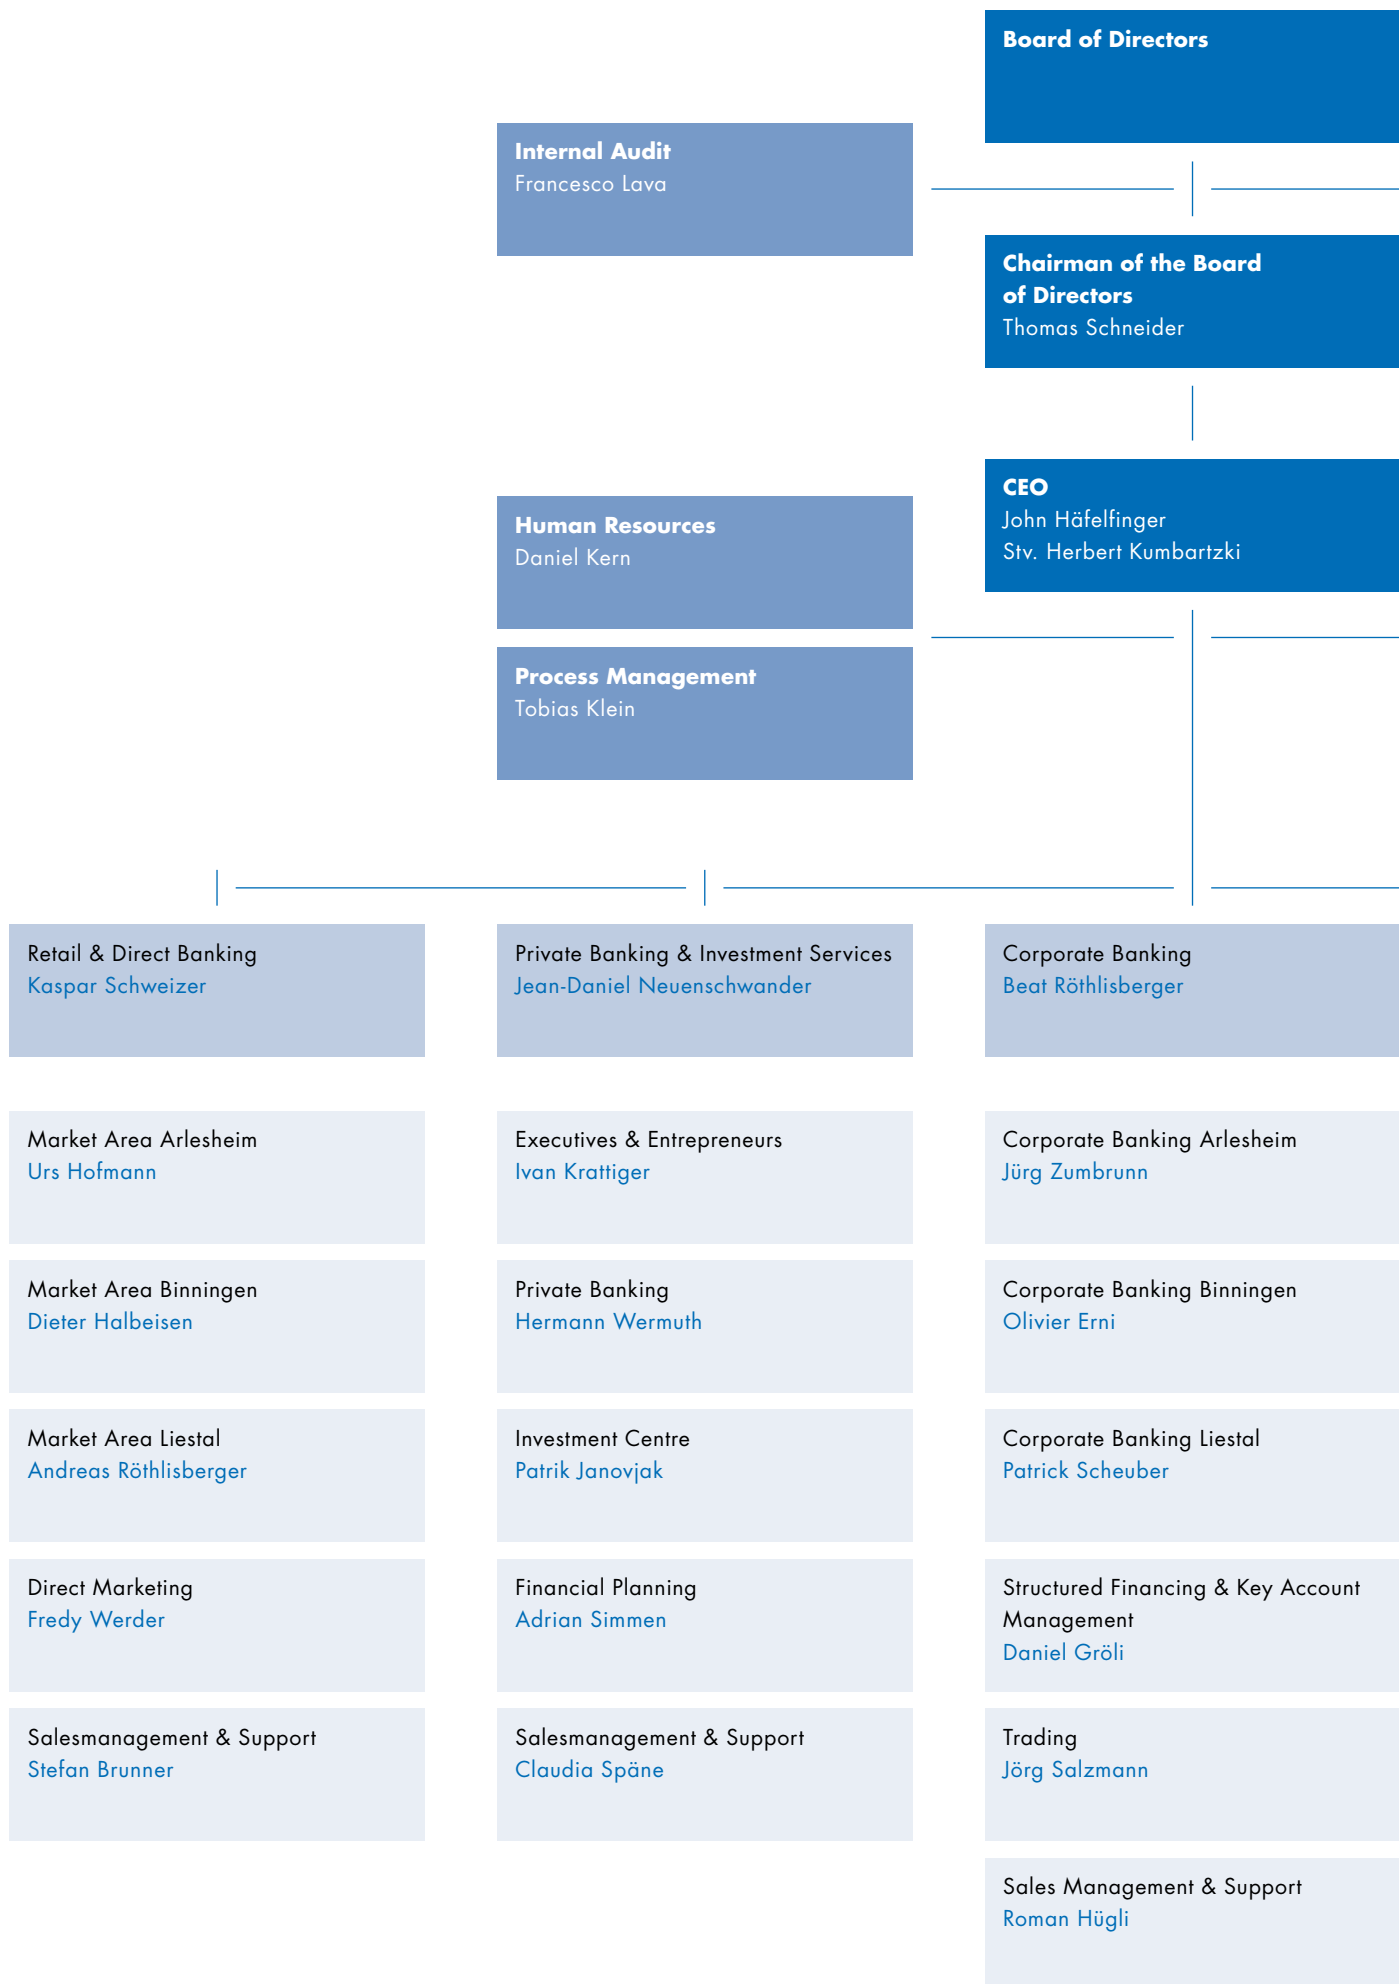 Board of Directors
Internal Audit
Francesco Lava
Chairman of the Board
of Directors
Thomas Schneider
CEO
John Häfelfinger
Stv. Herbert Kumbartzki
Human Resources
Daniel Kern
Process Management
Tobias Klein
Retail & Direct Banking
Kaspar Schweizer
Market Area Arlesheim
Urs Hofmann
Market Area Binningen
Dieter Halbeisen
Market Area Liestal
Andreas Röthlisberger
Direct Marketing
Fredy Werder
Salesmanagement & Support
Stefan Brunner
Private Banking & Investment Services
Jean-Daniel Neuenschwander
Executives & Entrepreneurs
Ivan Krattiger
Private Banking
Hermann Wermuth
Investment Centre
Patrik Janovjak
Financial Planning
Adrian Simmen
Salesmanagement & Support
Claudia Späne
Corporate Banking
Beat Röthlisberger
Corporate Banking Arlesheim
Jürg Zumbrunn
Corporate Banking Binningen
Olivier Erni
Corporate Banking Liestal
Patrick Scheuber
Structured Financing & Key Account
Management
Daniel Gröli
Trading
Jörg Salzmann
Sales Management & Support
Roman Hügli